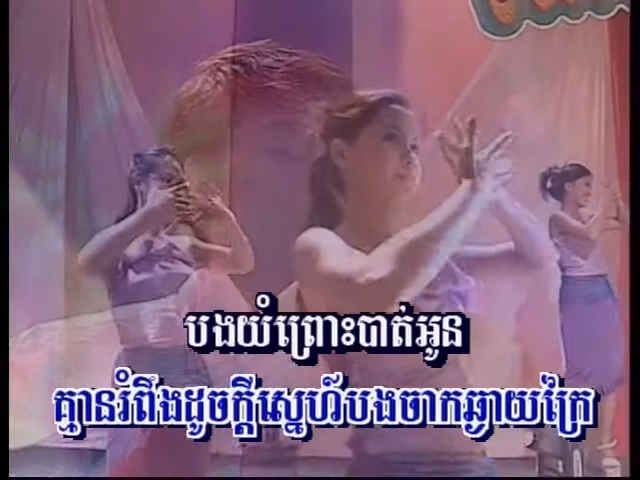 បងយំព្រោះបាត់អូន
គ្មានរំពឹងដូចក្ដីស្នេហ៍បងចាកឆ្ងាយក្រៃ